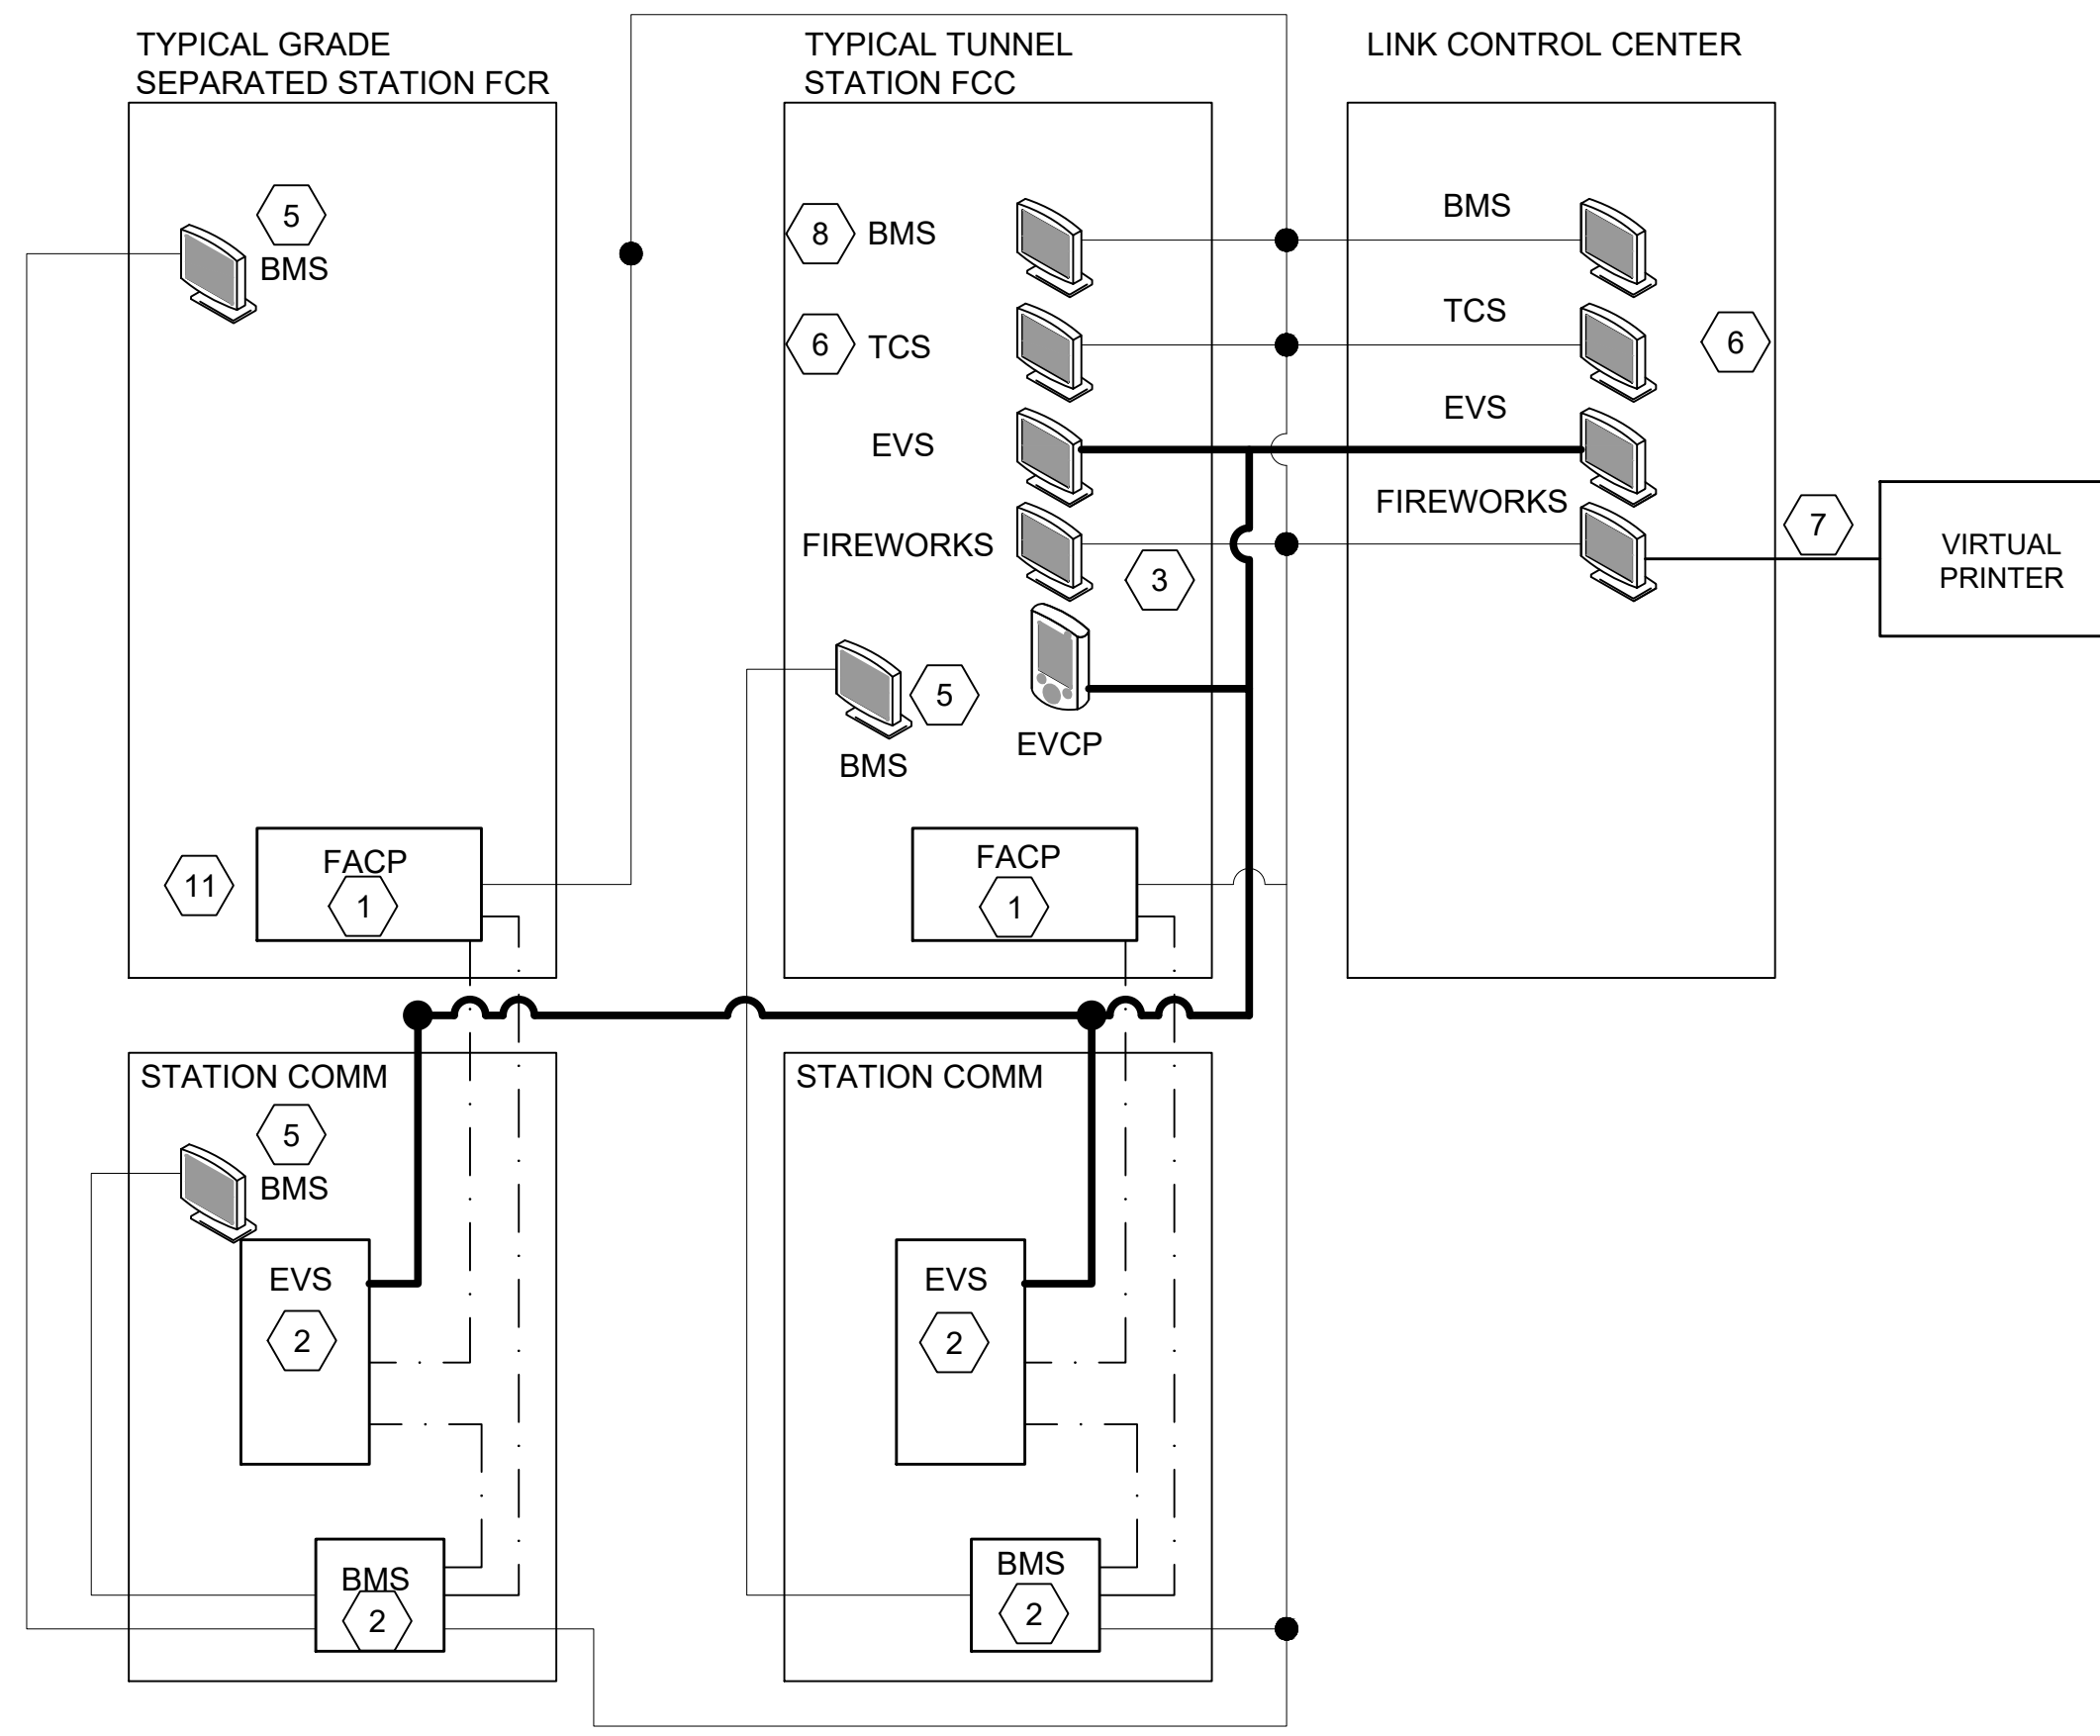 TYPICAL GRADE
SEPARATED STATION FCR
5
BMS
11
FACP
1
TYPICAL TUNNEL
STATION FCC
8
BMS
6
TCS
EVS
FIREWORKS
3
5
BMS
EVCP
FACP
1
LINK CONTROL CENTER
BMS
TCS
6
EVS
FIREWORKS
7
VIRTUAL
PRINTER
STATION COMM
5
BMS
EVS
2
BMS
2
STATION COMM
EVS
2
BMS
2